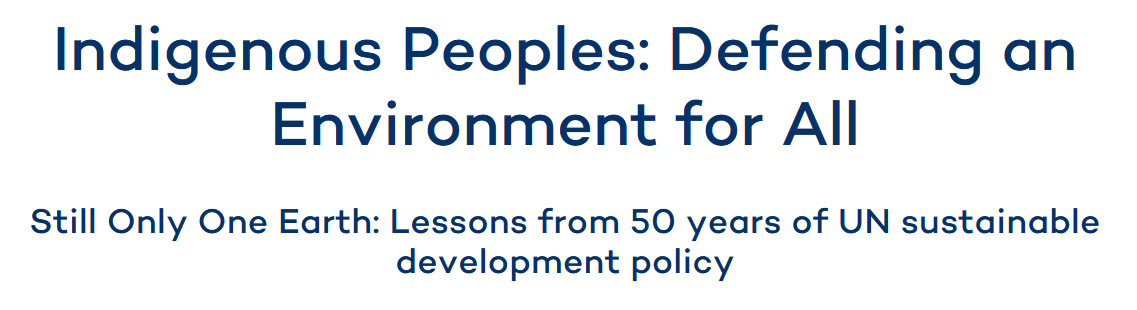 Indigenous Peoples: Defending an
Environment for All
Still Only One Earth: Lessons from 50 years of UN sustainable
development policy